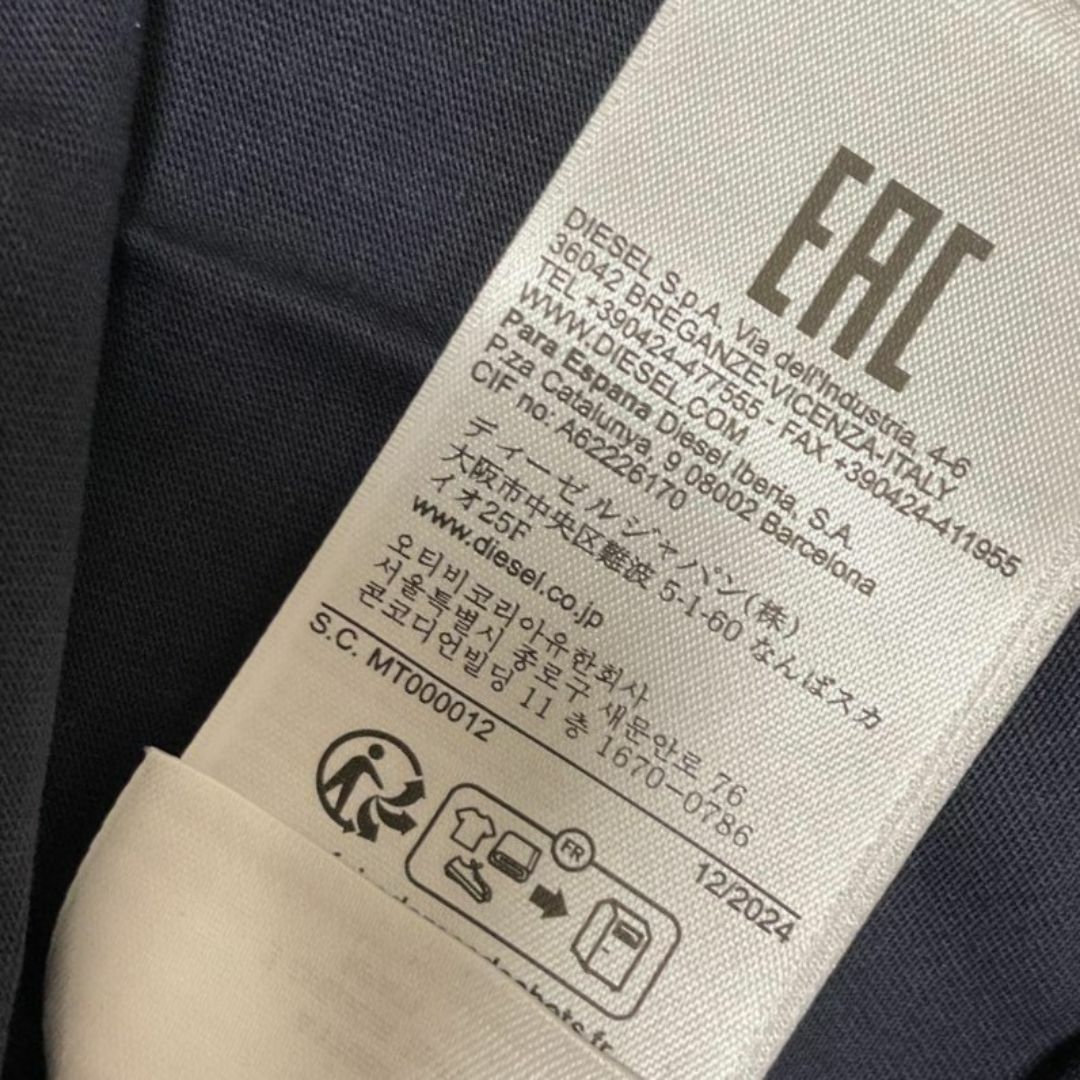 EAC
DIESEL S.p.A. Via dell'Industria, 4-6
36042 BREGANZE-VICENZA-ITALY
TEL +390424-477555 - FAX +390424-411955
WWW.DIESEL.COM
Para Espana Diesel Iberia, S.A.
P.za Catalunya, 9 08002 Barcelona
CIF no: A62226170
ディーゼルジャパン(株)
大阪市中央区難波 5-1-60 なんばスカ
イオ25F
www.diesel.co.jp
오티비코리아유한회사
서울특별시 종로구 새문안로 76
콘코디언빌딩 11 층 1670-0786
S.C. MT000012 12/2024
FR